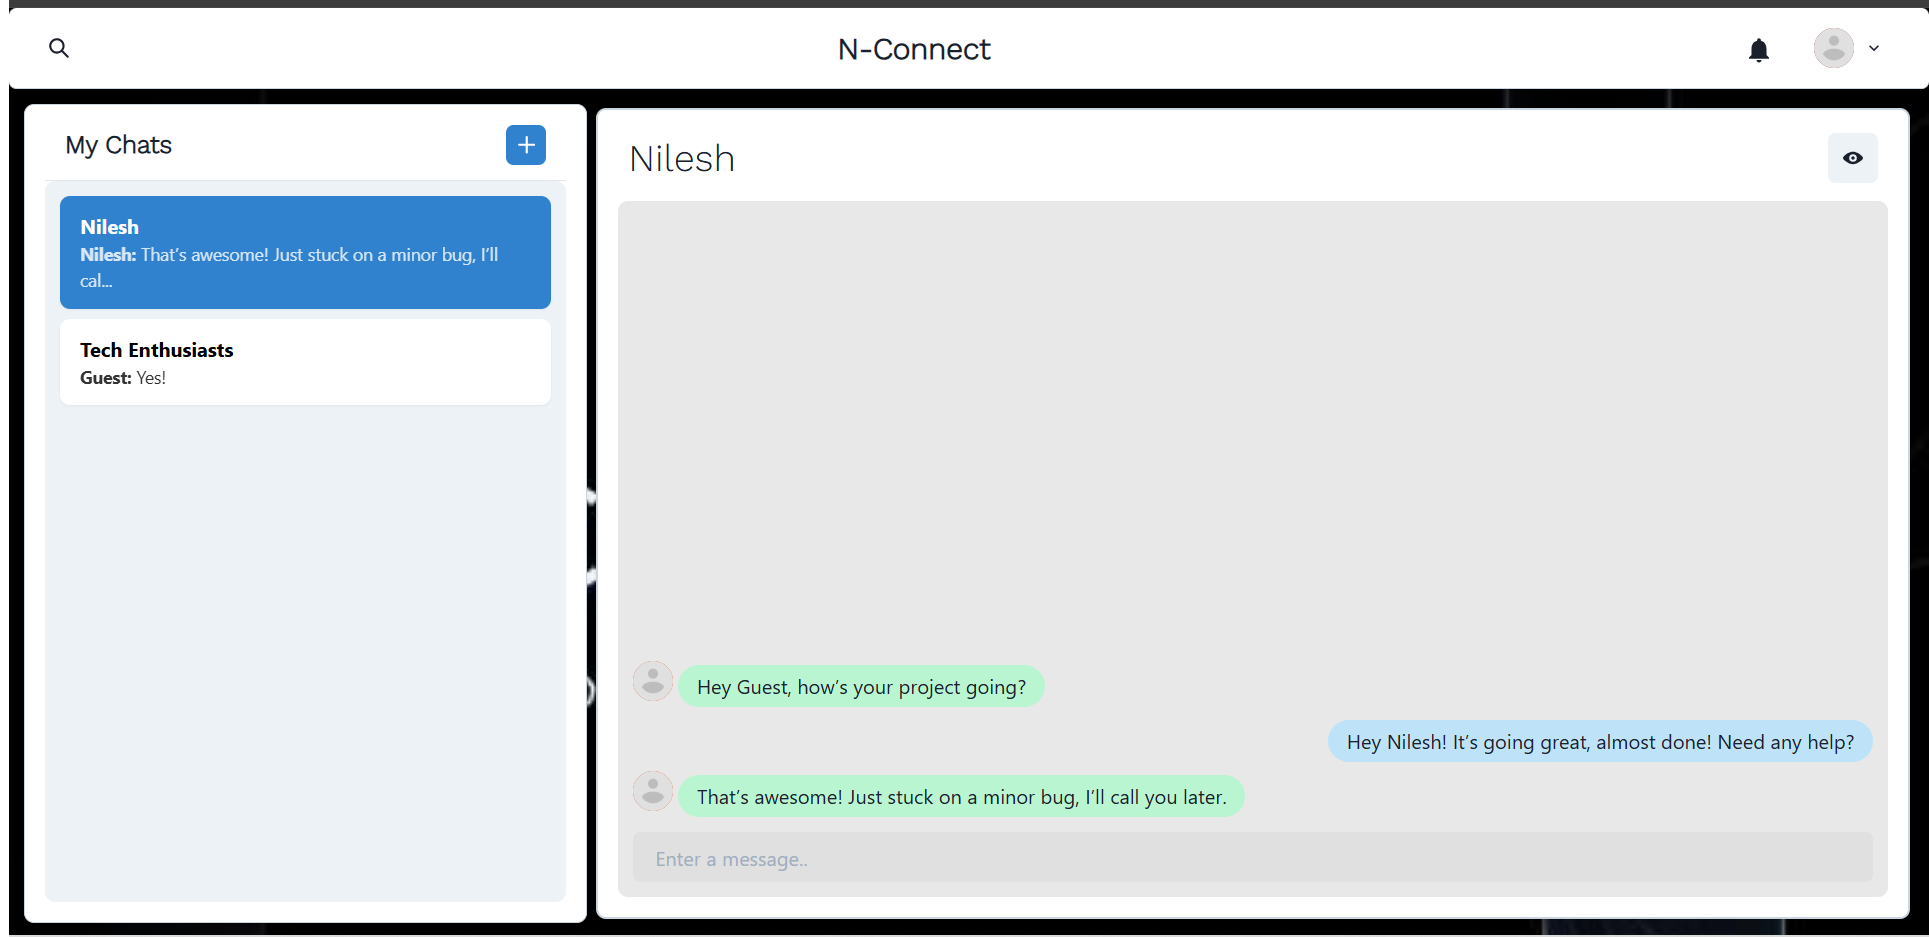 N-Connect
My Chats
Nilesh
Nilesh: That’s awesome! Just stuck on a minor bug, I’ll
cal...
Tech Enthusiasts
Guest: Yes!
Nilesh
Hey Guest, how’s your project going?
Hey Nilesh! It’s going great, almost done! Need any help?
That’s awesome! Just stuck on a minor bug, I’ll call you later.
Enter a message..